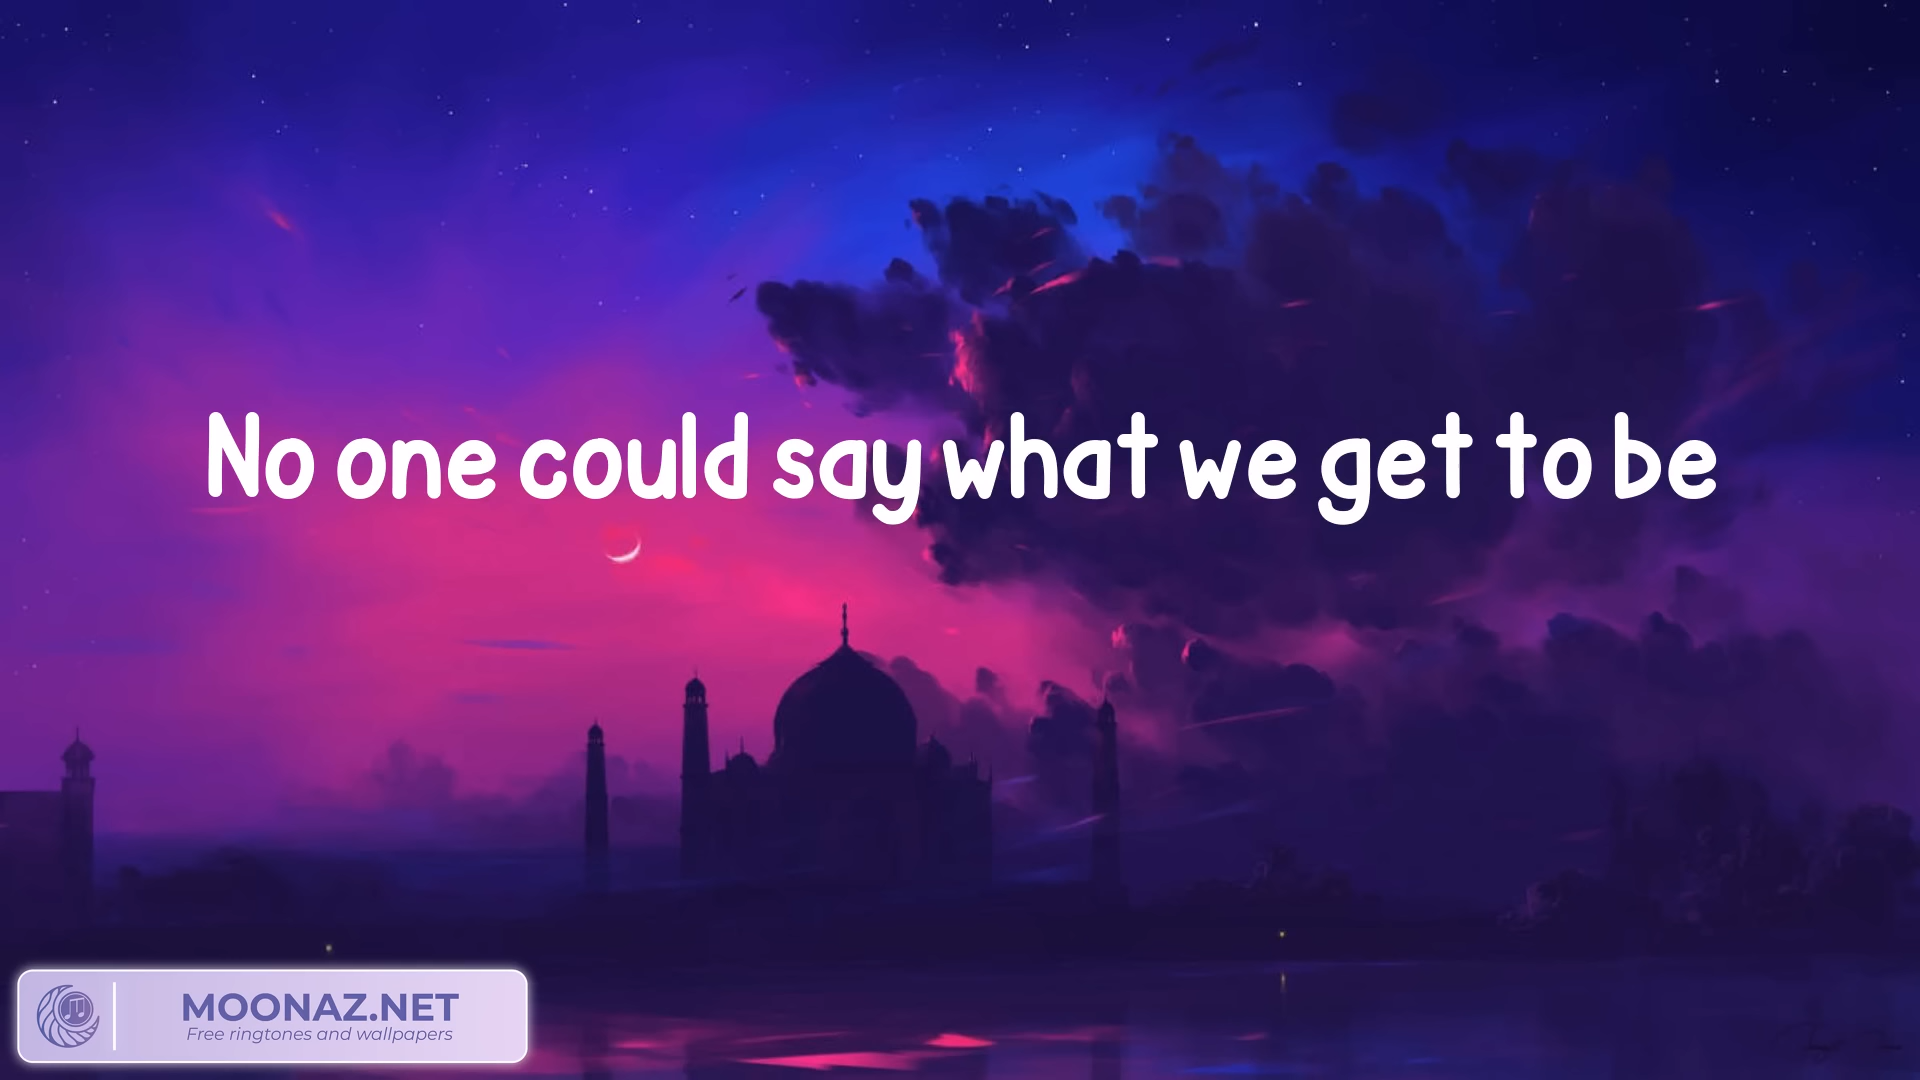 No one could say what we get to be
MOONAZ.NET
Free ringtones and wallpapers